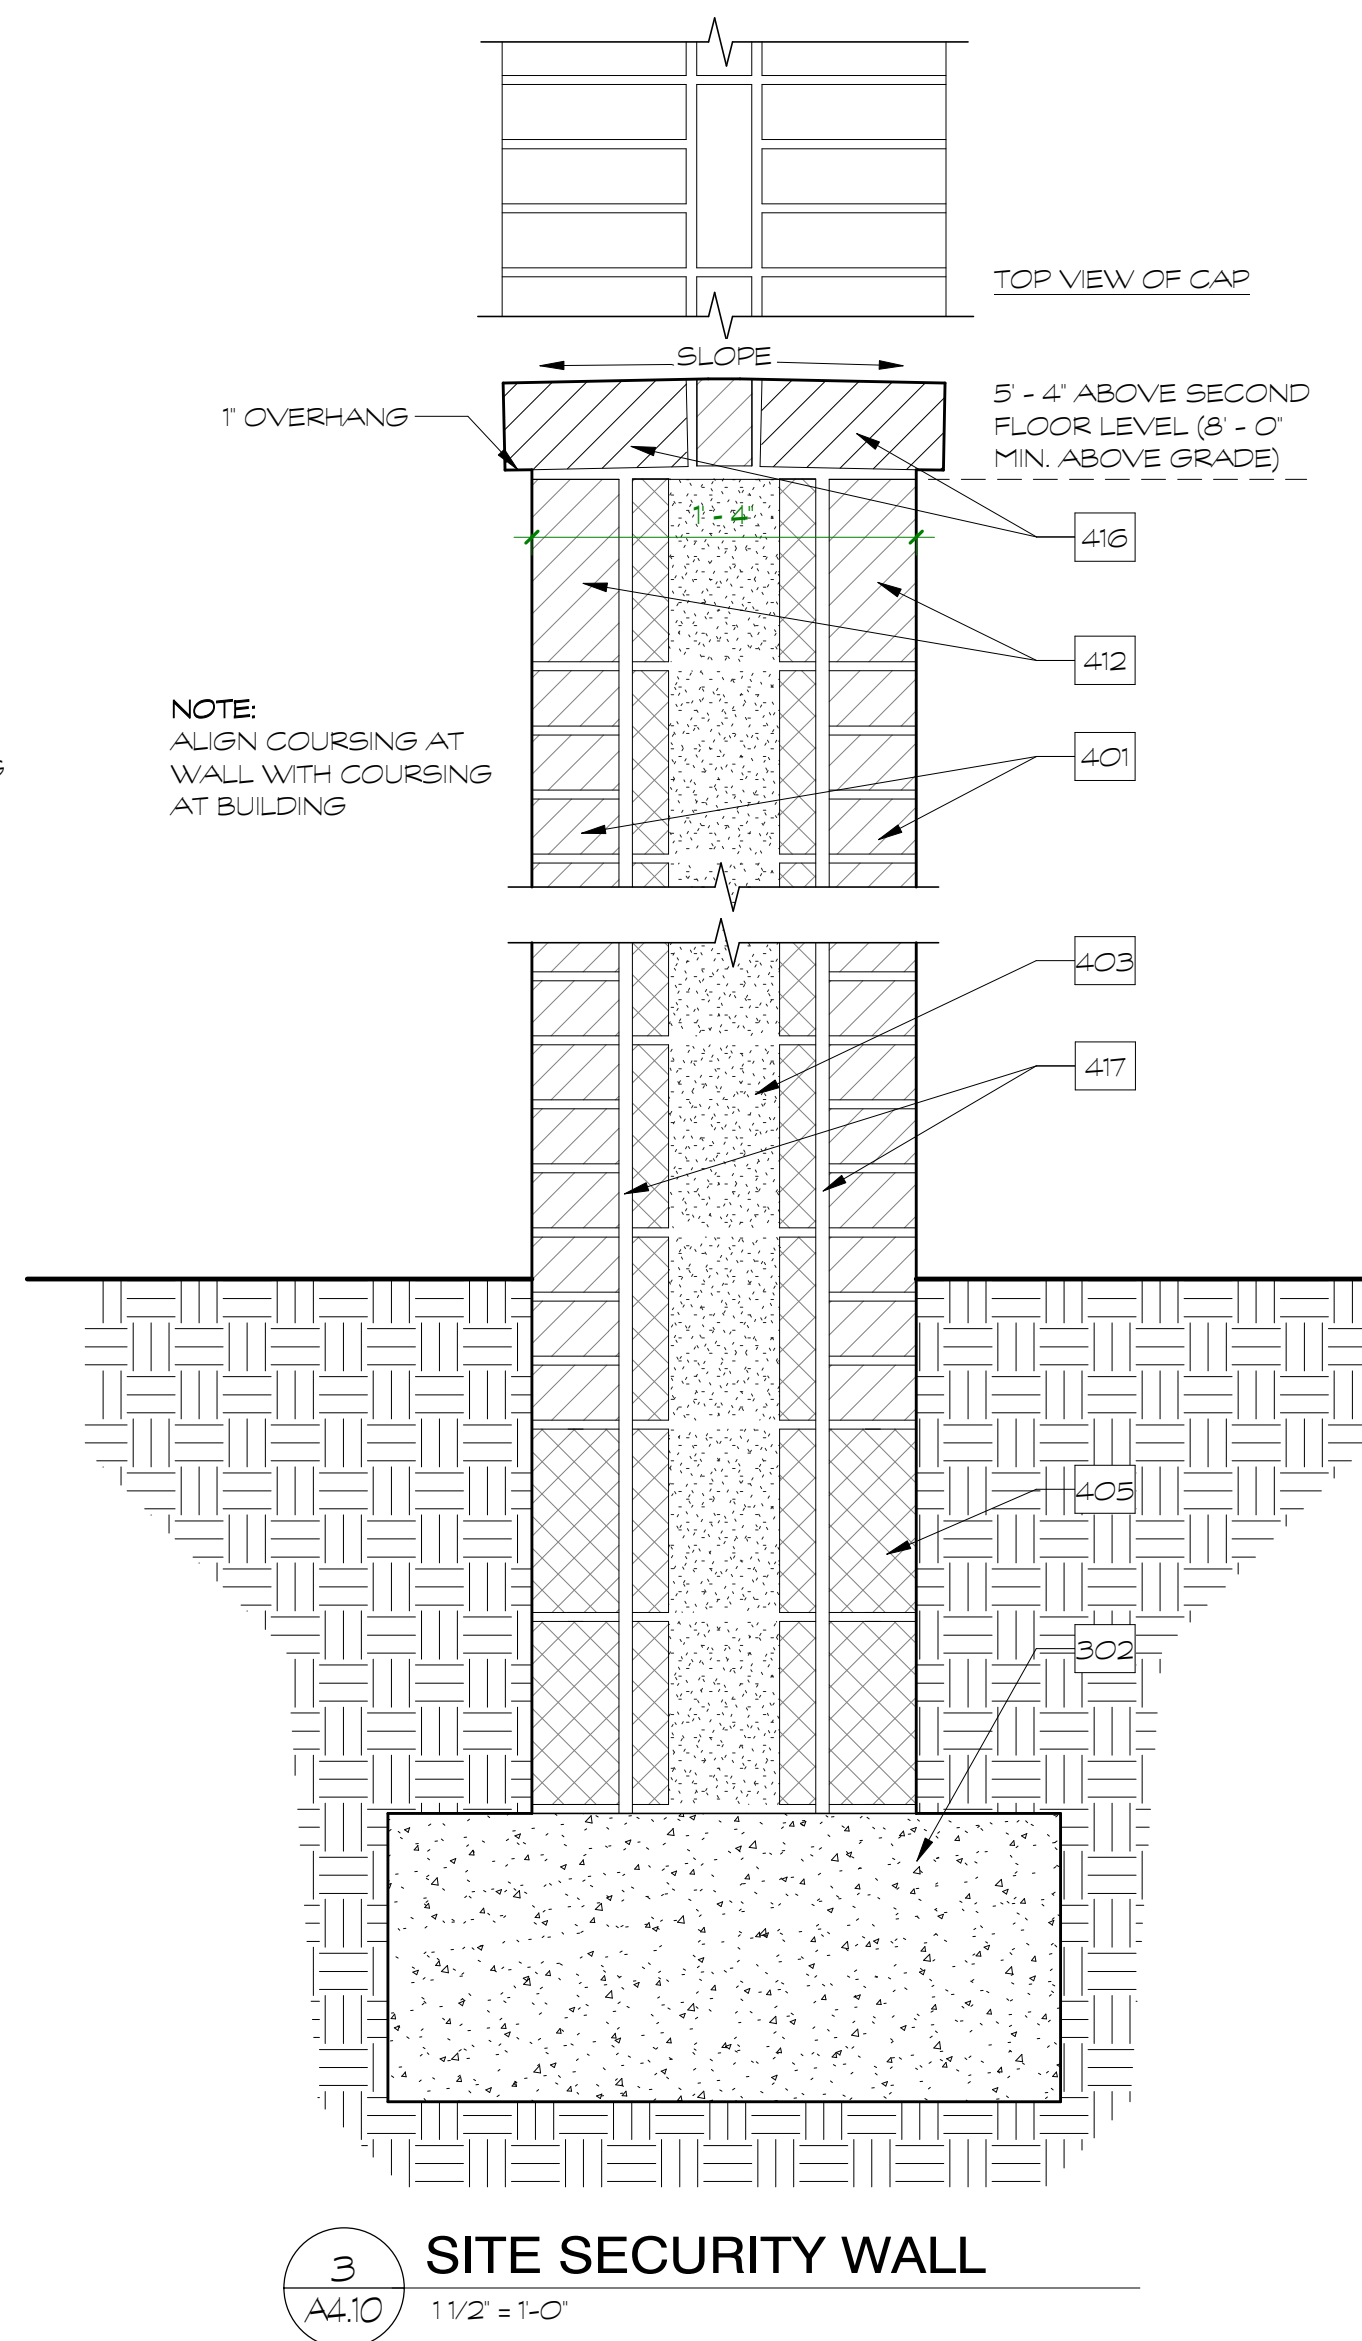 TOP VIEW OF CAP
SLOPE
1" OVERHANG
5' - 4" ABOVE SECOND
FLOOR LEVEL (8' - 0"
MIN. ABOVE GRADE)
1' - 4"
416
412
NOTE:
ALIGN COURSING AT
WALL WITH COURSING
AT BUILDING
401
403
417
405
302
3
A4.10
SITE SECURITY WALL
1 1/2" = 1'-0"